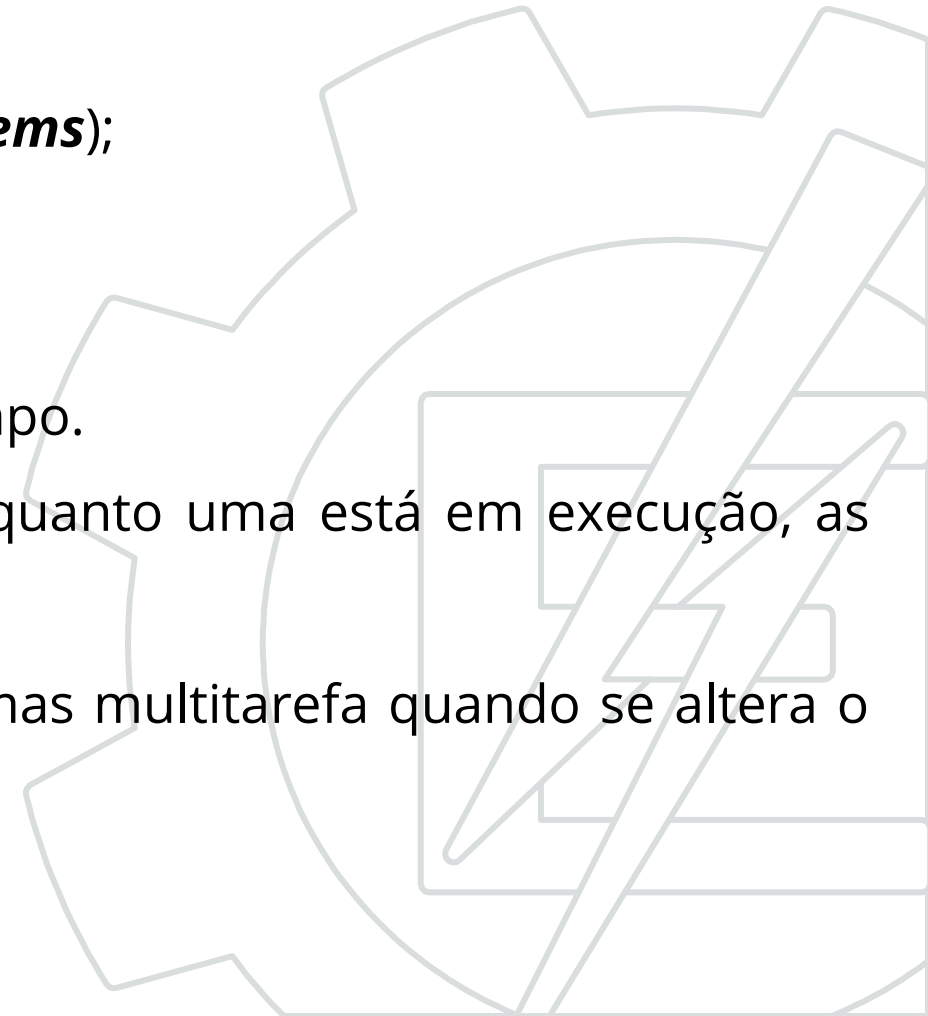 ems);
po.
quanto uma está em execução, as
nas multitarefa quando se altera o